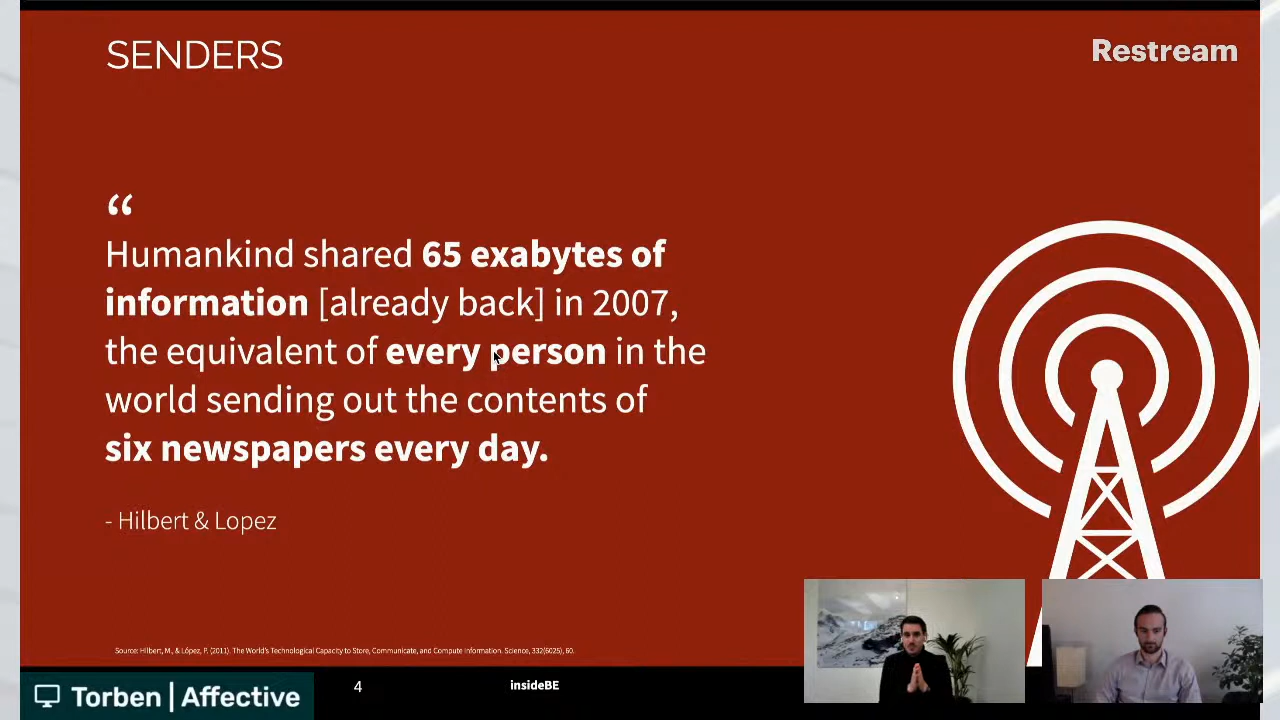 SENDERS
Restream
“
Humankind shared 65 exabytes of
information [already back] in 2007,
the equivalent of every person in the
world sending out the contents of
six newspapers every day.
- Hilbert & Lopez
Source: Hilbert, M., & López, P. (2011). The World's Technological Capacity to Store, Communicate, and Compute Information. Science, 332(6025), 60.
Torben | Affective
4
insideBE